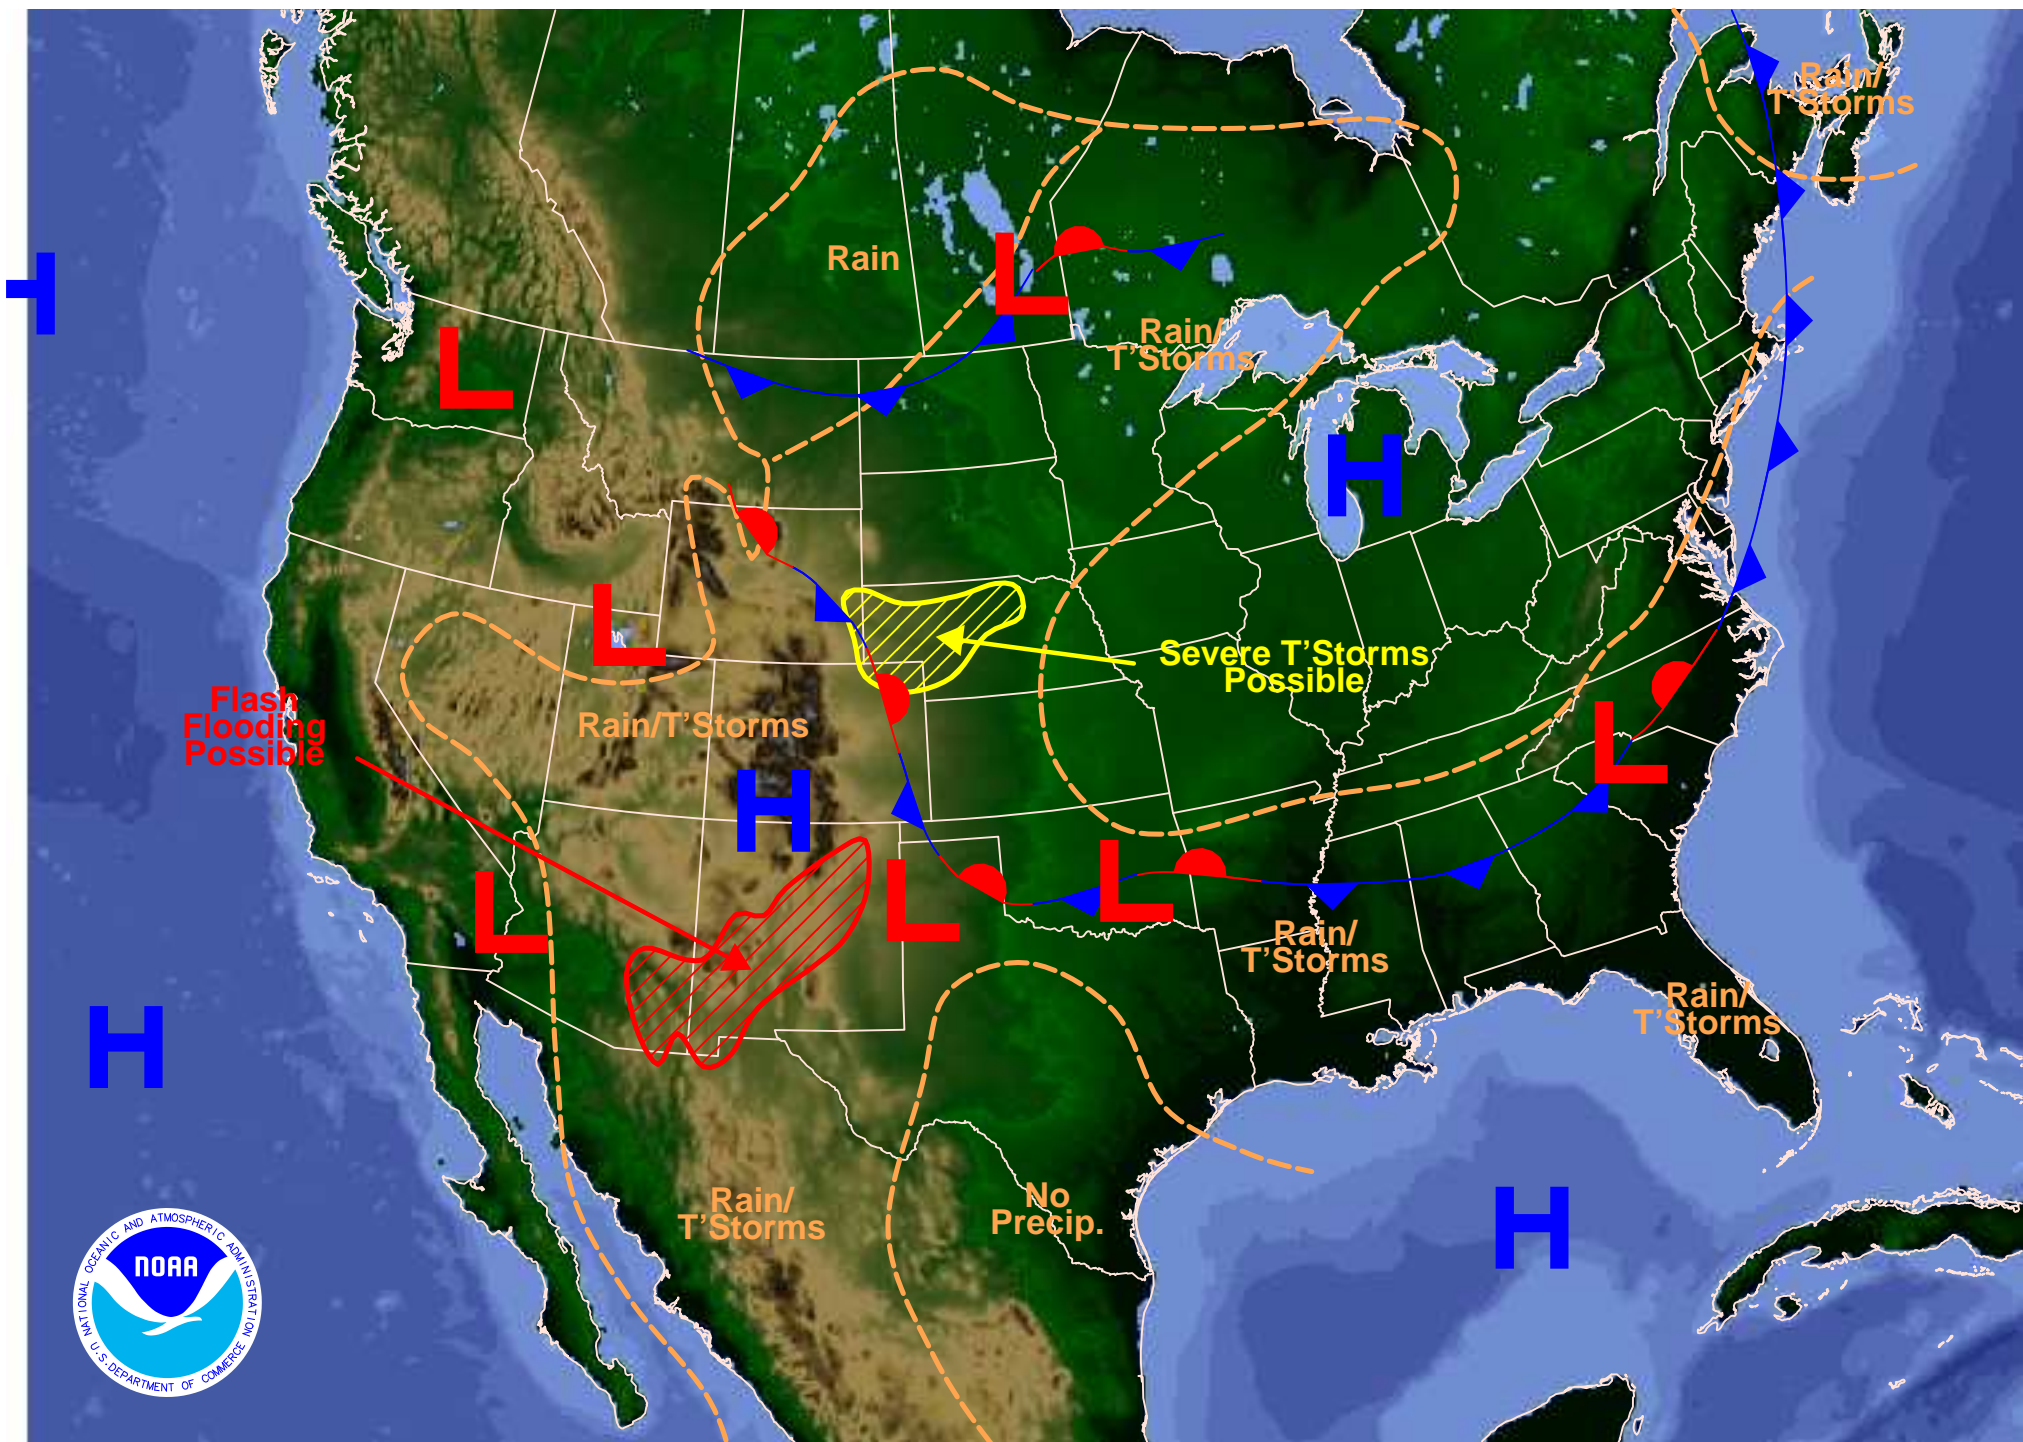 Rain/
T'Storms
Rain
Rain/
T'Storms
H
L
L
H
L
Severe T'Storms
Possible
Flash
Flooding
Possible
Rain/T'Storms
L
H
L
L
L
Rain/
T'Storms
Rain/
T'Storms
H
Rain/
T'Storms
No
Precip.
H
NATIONAL OCEANIC AND ATMOSPHERIC ADMINISTRATION
NOAA
U.S. DEPARTMENT OF COMMERCE